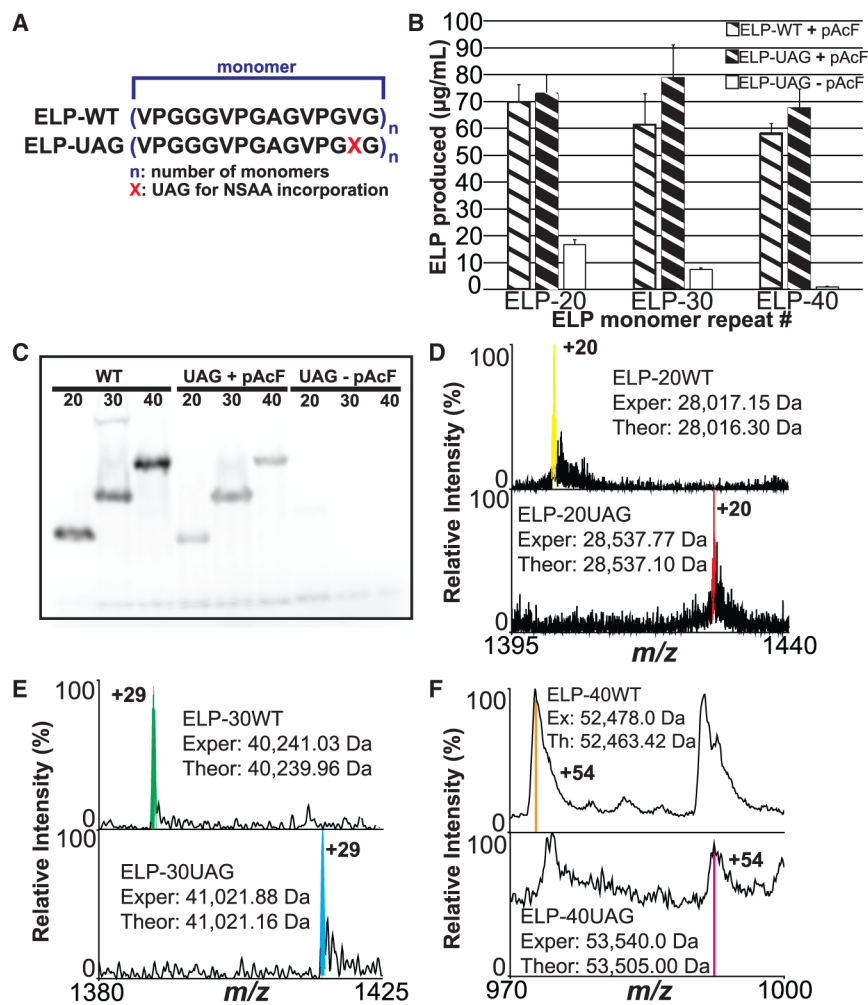 A
monomer
ELP-WT (VPGGGVPGAGVPGVG)n
ELP-UAG (VPGGGVPGAGVPGXG)n
n: number of monomers
X: UAG for NSAA incorporation
B
ELP produced (µg/mL)
100
90
80
70
60
50
40
30
20
10
0
ELP-WT + pAcF
ELP-UAG + pAcF
ELP-UAG - pAcF
ELP-20 ELP-30 ELP-40
ELP monomer repeat #
C
WT UAG + pAcF UAG - pAcF
20 30 40 20 30 40 20 30 40
D
Relative Intensity (%)
100
0
+20
ELP-20WT
Exper: 28,017.15 Da
Theor: 28,016.30 Da
100
0
+20
ELP-20UAG
Exper: 28,537.77 Da
Theor: 28,537.10 Da
1395 m/z 1440
E
Relative Intensity (%)
100
0
+29
ELP-30WT
Exper: 40,241.03 Da
Theor: 40,239.96 Da
100
0
+29
ELP-30UAG
Exper: 41,021.88 Da
Theor: 41,021.16 Da
1380 m/z 1425
F
Relative Intensity (%)
100
0
ELP-40WT
Ex: 52,478.0 Da
Th: 52,463.42 Da
+54
100
0
+54
ELP-40UAG
Exper: 53,540.0 Da
Theor: 53,505.00 Da
970 m/z 1000